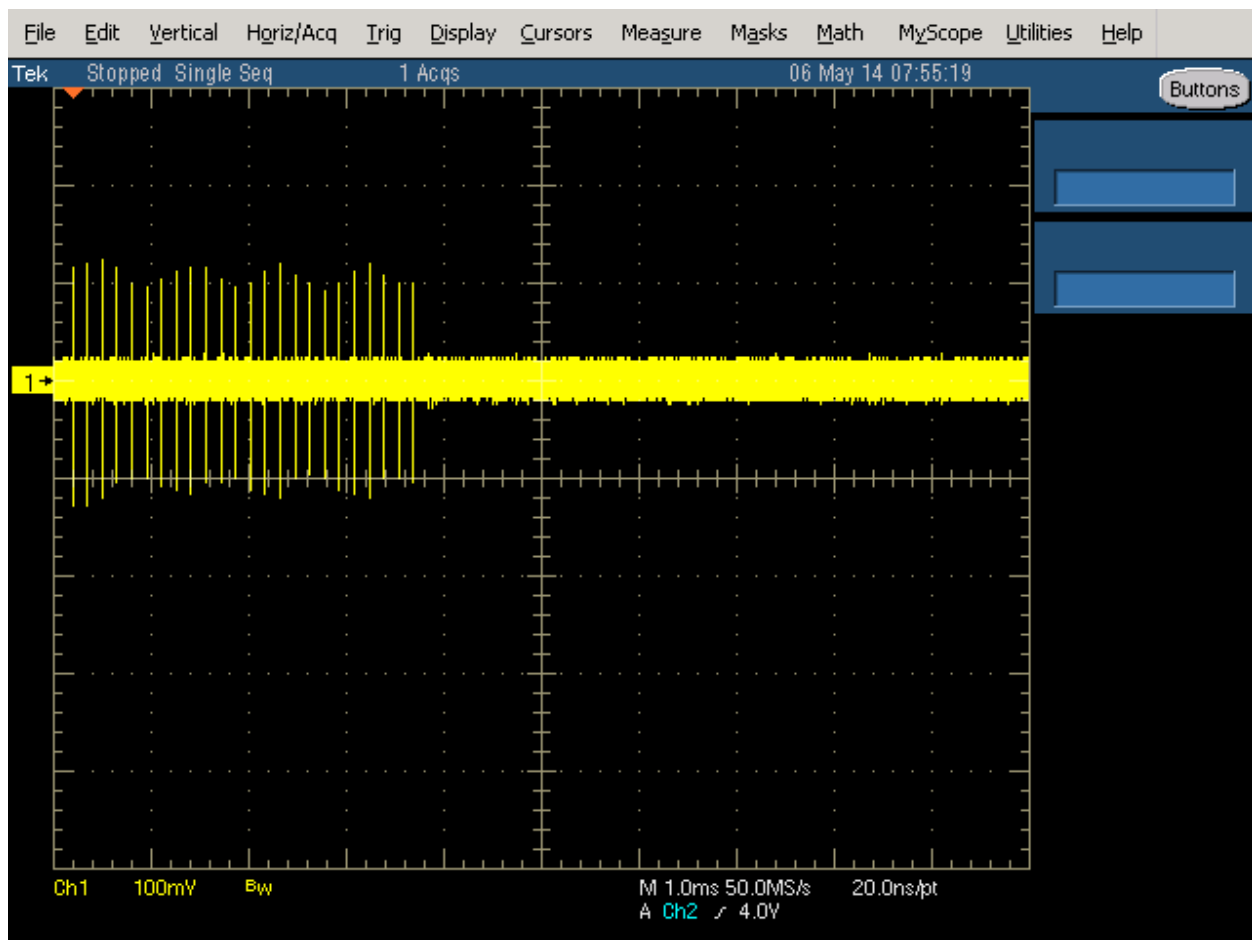 File Edit Vertical Horiz/Acq Trig Display Cursors Measure Masks Math MyScope Utilities Help
Tek Stopped Single Seq 1 Acqs 06 May 14 07:55:19
Buttons
1
Ch1 100mV BW M 1.0ms 50.0MS/s 20.0ns/pt
A Ch2 4.0V